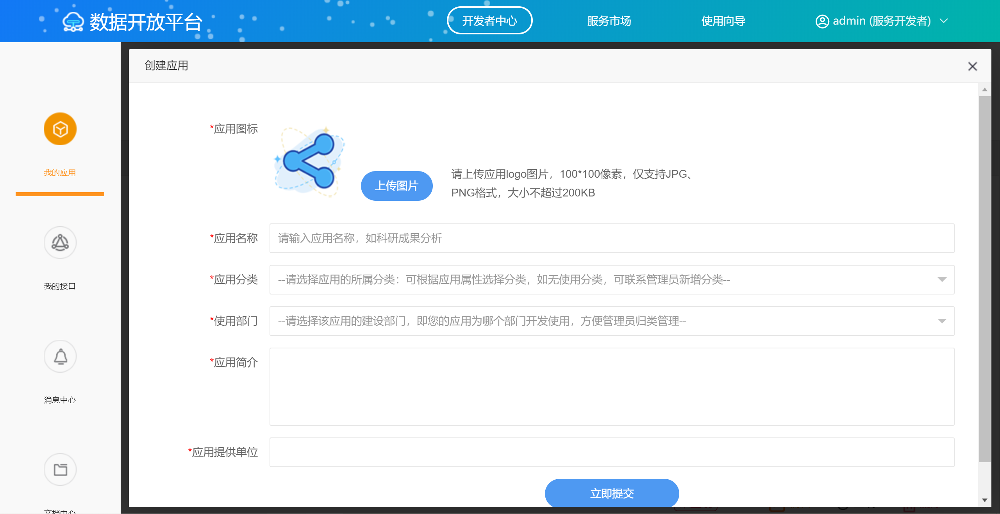 数据开放平台
开发者中心
服务市场
使用向导
admin (服务开发者)
创建应用
我的应用
我的接口
消息中心
文档中心
*应用图标
上传图片
请上传应用logo图片，100*100像素，仅支持JPG、
PNG格式，大小不超过200KB
*应用名称
请输入应用名称，如科研成果分析
*应用分类
--请选择应用的所属分类：可根据应用属性选择分类，如无使用分类，可联系管理员新增分类--
*使用部门
--请选择该应用的建设部门，即您的应用为哪个部门开发使用，方便管理员归类管理--
*应用简介
*应用提供单位
立即提交